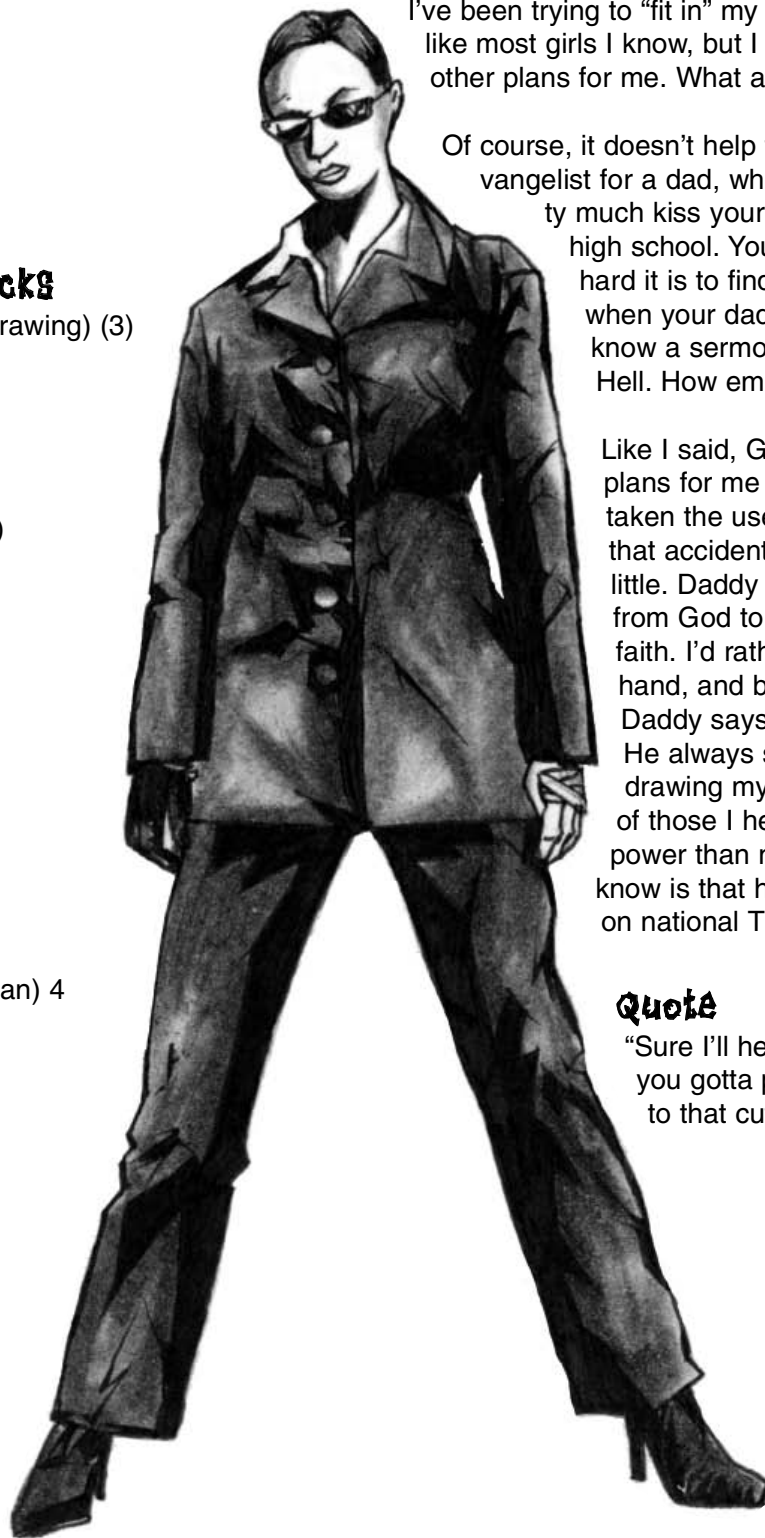 cks
rawing) (3)
)
an) 4
I’ve been trying to “fit in” my
like most girls I know, but I
other plans for me. What a
Of course, it doesn’t help
vangelist for a dad, wh
ty much kiss your
high school. You
hard it is to find
when your dad
know a sermo
Hell. How em
Like I said, G
plans for me
taken the use
that accident
little. Daddy
from God to
faith. I’d rath
hand, and b
Daddy says
He always s
drawing my
of those I he
power than r
know is that h
on national T
Quote
“Sure I’ll he
you gotta p
to that cu